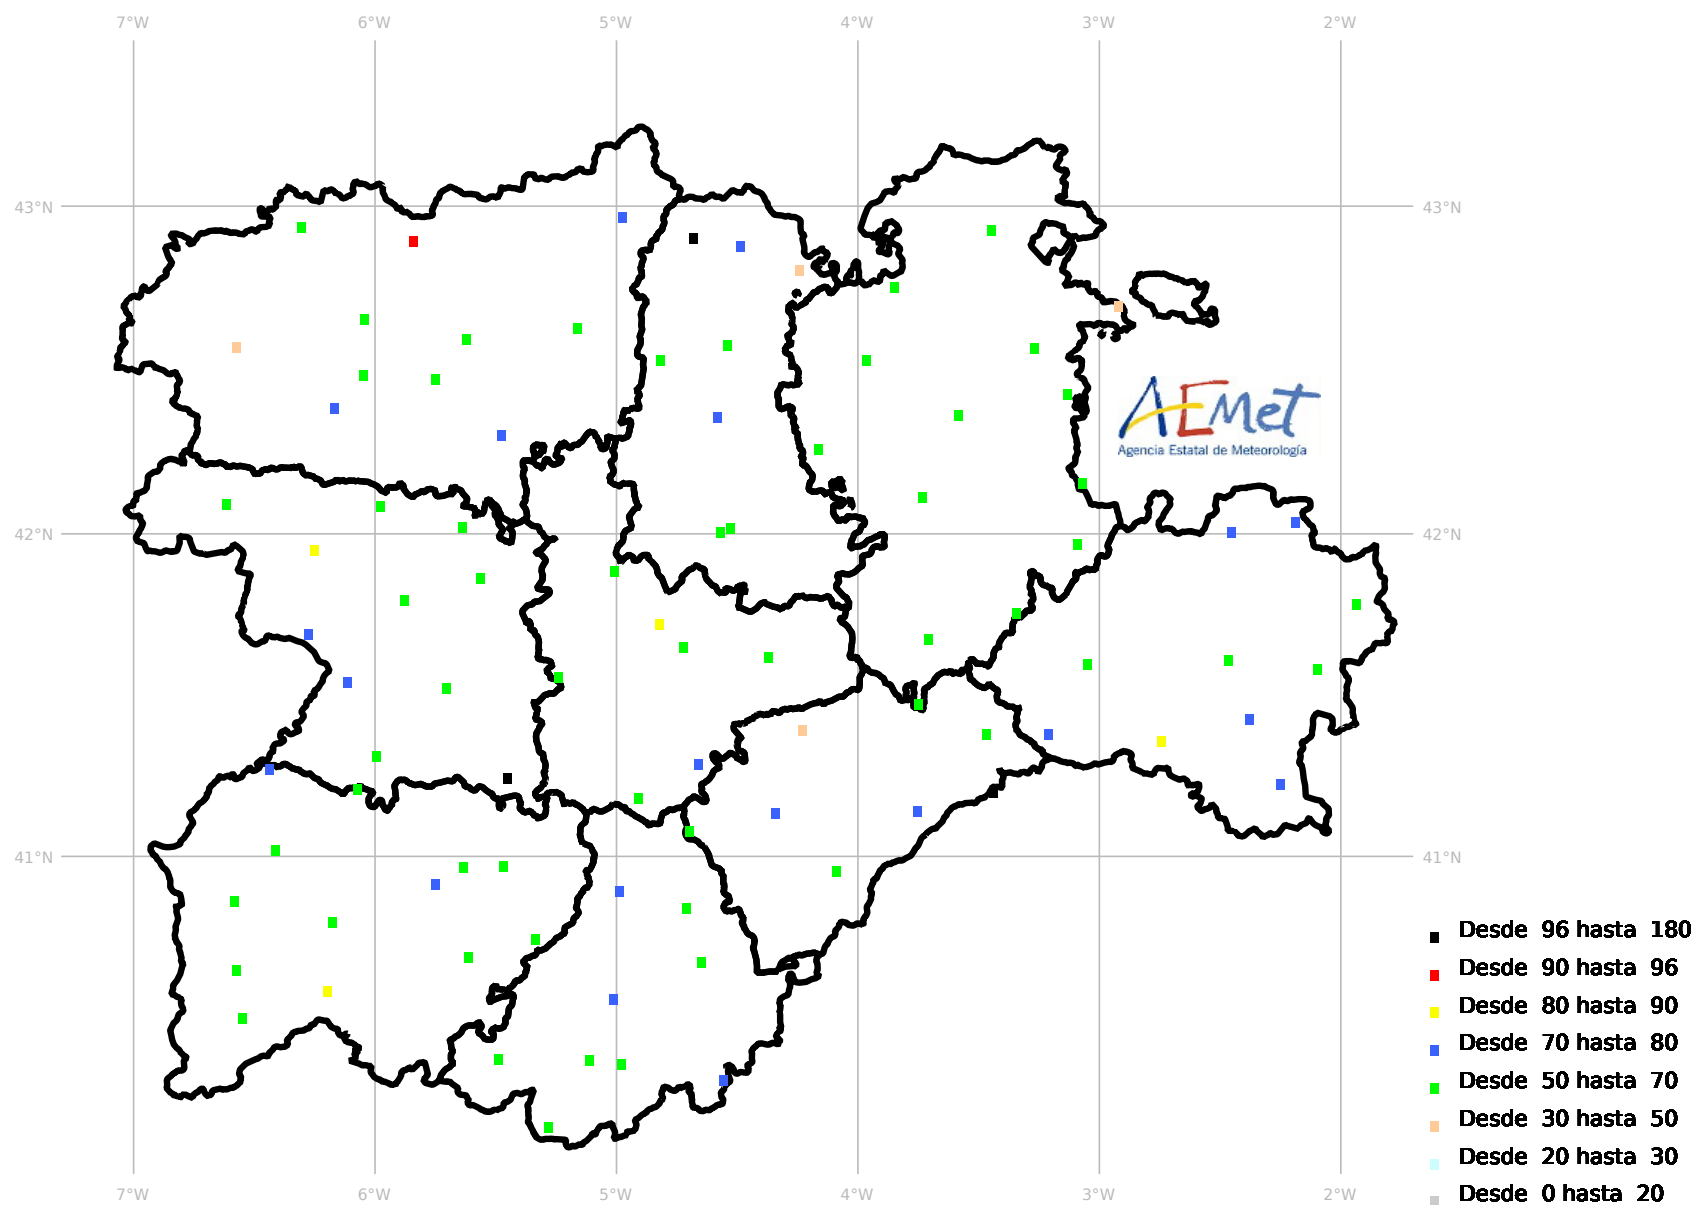 7°W 6°W 5°W 4°W 3°W 2°W
43°N 43°N
AEMet
Agencia Estatal de Meteorología
42°N 42°N
41°N 41°N
Desde 96 hasta 180
Desde 90 hasta 96
Desde 80 hasta 90
Desde 70 hasta 80
Desde 50 hasta 70
Desde 30 hasta 50
Desde 20 hasta 30
Desde 0 hasta 20
7°W 6°W 5°W 4°W 3°W 2°W